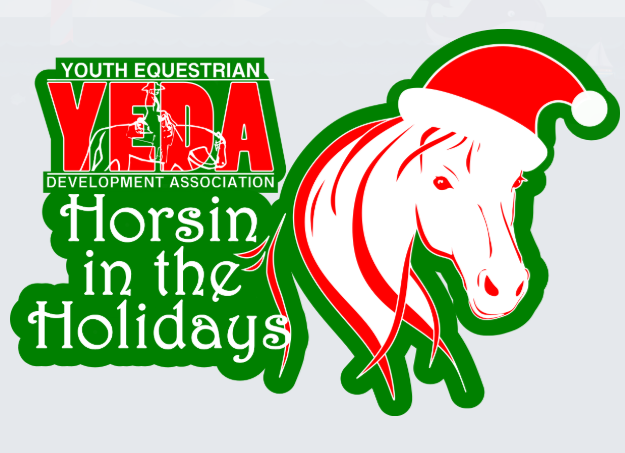 YOUTH EQUESTRIAN
YEDA
DEVELOPMENT ASSOCIATION
Horsin
in the
Holidays